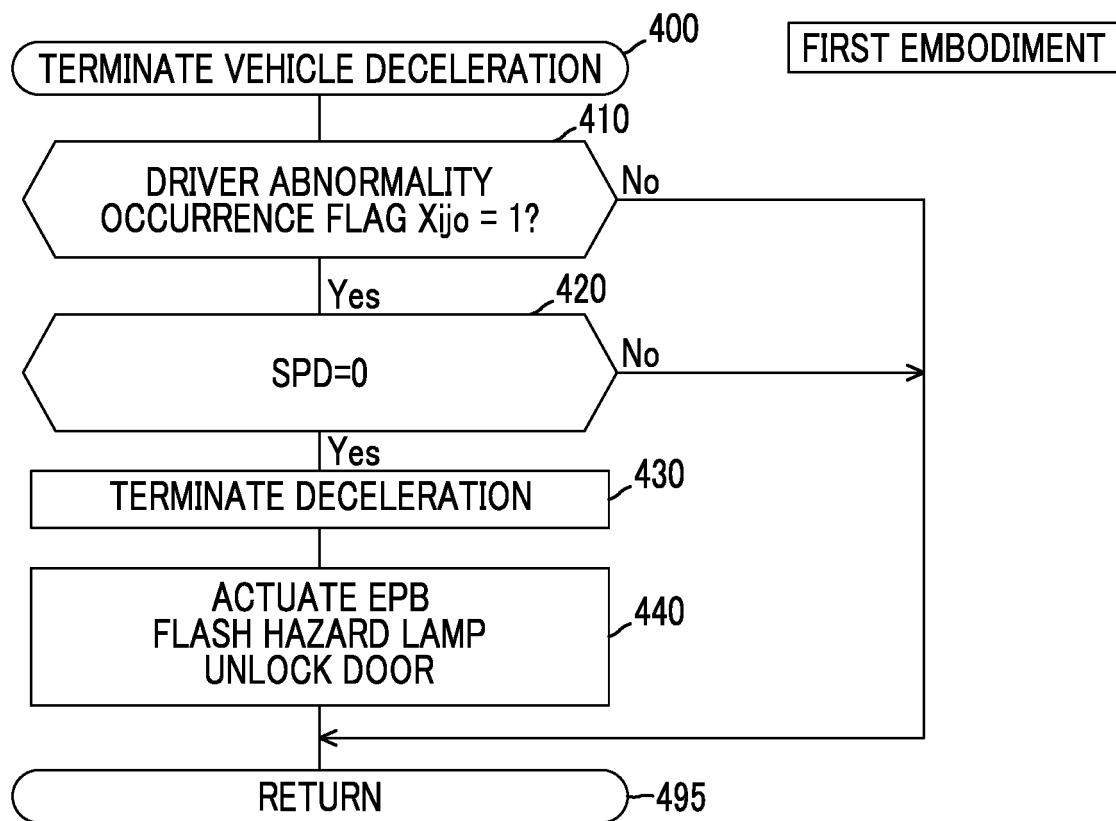 400
FIRST EMBODIMENT
TERMINATE VEHICLE DECELERATION
410
DRIVER ABNORMALITY
OCCURRENCE FLAG Xijo = 1?
No
Yes
420
SPD=0
No
Yes
430
TERMINATE DECELERATION
ACTUATE EPB
FLASH HAZARD LAMP
UNLOCK DOOR
440
RETURN
495